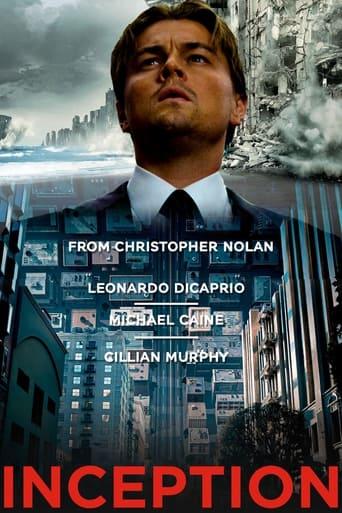 FROM CHRISTOPHER NOLAN
LEONARDO DICAPRIO
MICHAEL CAINE
CILLIAN MURPHY
INCEPTION